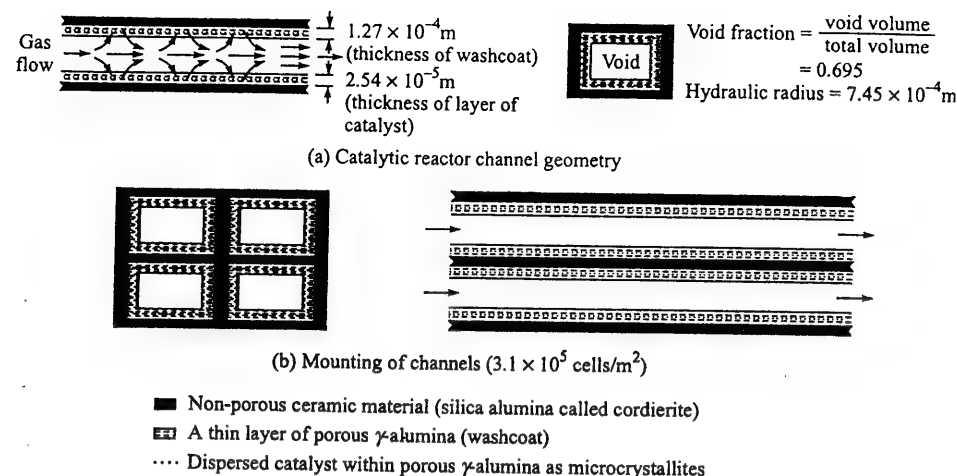 Gas
flow
1.27 × 10⁻⁴m
(thickness of washcoat)
2.54 × 10⁻⁵m
(thickness of layer of
catalyst)
Void
Void fraction = void volume / total volume
= 0.695
Hydraulic radius = 7.45 × 10⁻⁴m
(a) Catalytic reactor channel geometry
(b) Mounting of channels (3.1 × 10⁵ cells/m²)
Non-porous ceramic material (silica alumina called cordierite)
A thin layer of porous γ-alumina (washcoat)
Dispersed catalyst within porous γ-alumina as microcrystallites